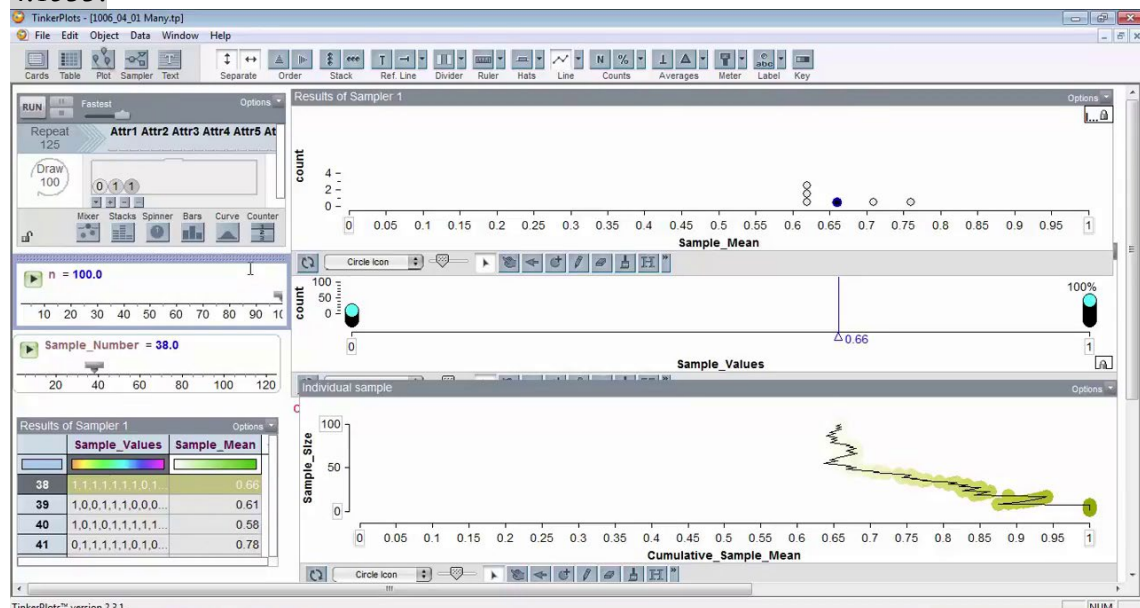 TinkerPlots - [1006_04_01 Many.tp]
File Edit Object Data Window Help
Cards Table Plot Sampler Text Separate Order Stack Ref. Line Divider Ruler Hats Line Counts Averages Meter Label Key
RUN Fastest Options
Repeat 125
Attr1 Attr2 Attr3 Attr4 Attr5 At
Draw 100
0 1 1
Mixer Stacks Spinner Bars Curve Counter
n = 100.0
10 20 30 40 50 60 70 80 90 10
Sample_Number = 38.0
20 40 60 80 100 120
Results of Sampler 1 Options
Sample_Values Sample_Mean
38 1,1,1,1,1,1,1,0,1... 0.66
39 1,0,0,1,1,1,0,0,0... 0.61
40 1,0,1,0,1,1,1,1,1... 0.58
41 0,1,1,1,1,1,0,1,0... 0.78
Results of Sampler 1 Options
count
4
2
0
0 0.05 0.1 0.15 0.2 0.25 0.3 0.35 0.4 0.45 0.5 0.55 0.6 0.65 0.7 0.75 0.8 0.85 0.9 0.95 1
Sample_Mean
Circle Icon
count
100
50
0
100%
0.66
0 1
Sample_Values
Individual sample Options
Sample_Size
100
50
0
0 0.05 0.1 0.15 0.2 0.25 0.3 0.35 0.4 0.45 0.5 0.55 0.6 0.65 0.7 0.75 0.8 0.85 0.9 0.95 1
Cumulative_Sample_Mean
Circle Icon
TinkerPlots™ version 2.3.1
NUM